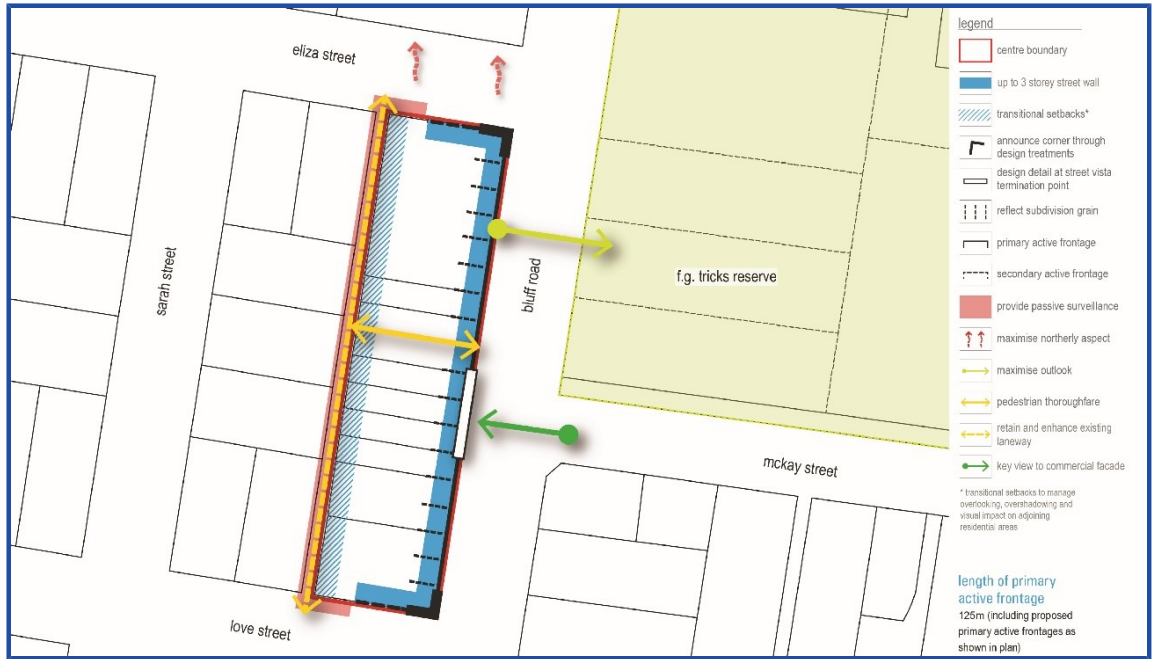 eliza street
sarah street
bluff road
f.g. tricks reserve
mckay street
love street
legend
centre boundary
up to 3 storey street wall
transitional setbacks*
announce corner through
design treatments
design detail at street vista
termination point
reflect subdivision grain
primary active frontage
secondary active frontage
provide passive surveillance
maximise northerly aspect
maximise outlook
pedestrian thoroughfare
retain and enhance existing
laneway
key view to commercial facade
* transitional setbacks to manage
overlooking, overshadowing and
visual impact on adjoining
residential areas
length of primary
active frontage
125m (including proposed
primary active frontages as
shown in plan)